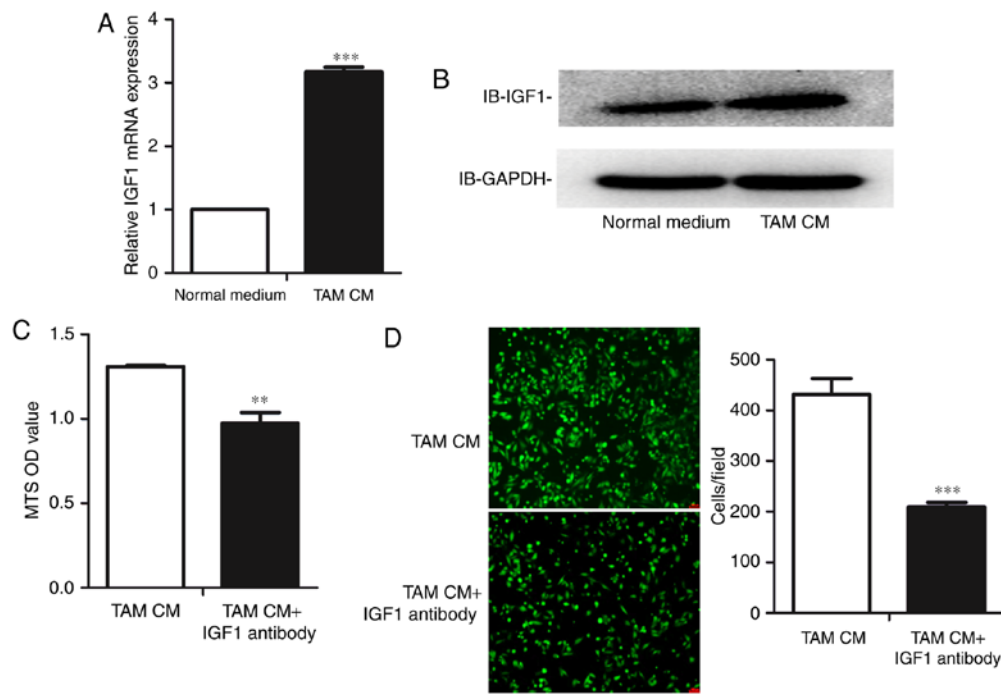 A
Relative IGF1 mRNA expression
4
3
2
1
0
***
Normal medium
TAM CM
B
IB-IGF1-
IB-GAPDH-
Normal medium
TAM CM
C
MTS OD value
1.5
1.0
0.5
0.0
**
TAM CM
TAM CM+
IGF1 antibody
D
TAM CM
TAM CM+
IGF1 antibody
Cells/field
500
400
300
200
100
0
***
TAM CM
TAM CM+
IGF1 antibody